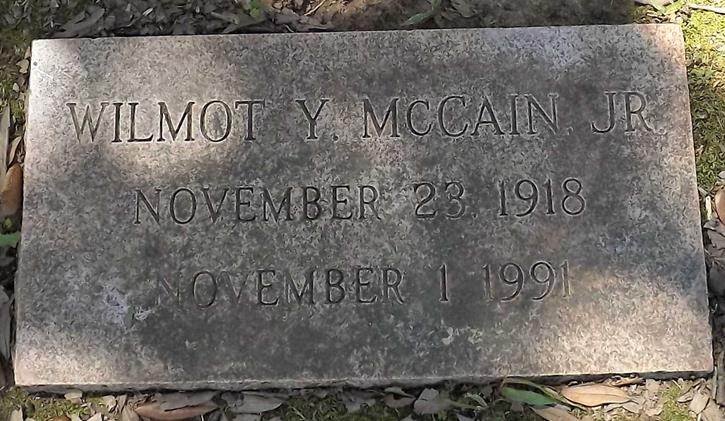 WILMOT Y. MCCAIN, JR.
NOVEMBER 23, 1918
NOVEMBER 1, 1991